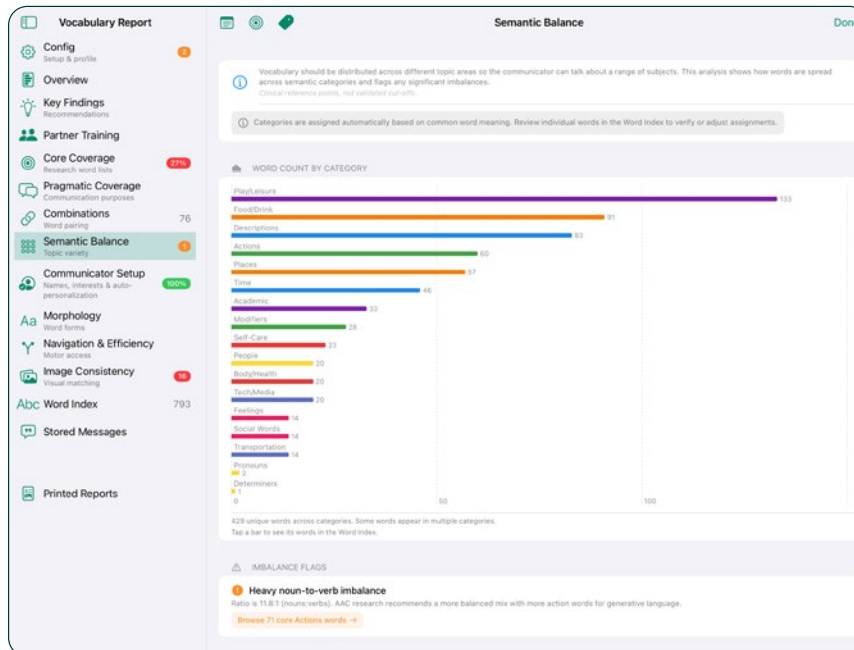 Vocabulary Report
Config
Setup & profile
2
Overview
Key Findings
Recommendations
Partner Training
Core Coverage
Research word lists
27%
Pragmatic Coverage
Communication purposes
Combinations
Word pairing
76
Semantic Balance
Topic variety
1
Communicator Setup
Names, interests & auto-
personalization
100%
Aa
Morphology
Word forms
Navigation & Efficiency
Motor access
Image Consistency
Visual matching
16
Abc Word Index
793
Stored Messages
Printed Reports
Semantic Balance
Don
Vocabulary should be distributed across different topic areas so the communicator can talk about a range of subjects. This analysis shows how words are spread
across semantic categories and flags any significant imbalances.
Clinical reference points, not validated cut-offs.
Categories are assigned automatically based on common word meaning. Review individual words in the Word Index to verify or adjust assignments.
WORD COUNT BY CATEGORY
Play/Leisure
133
Food/Drink
91
Descriptions
83
Actions
60
Places
57
Time
46
Academic
33
Modifiers
28
Self-Care
23
People
20
Body/Health
20
Tech/Media
20
Feelings
14
Social Words
14
Transportation
14
Pronouns
2
Determiners
1
0 50 100
429 unique words across categories. Some words appear in multiple categories.
Tap a bar to see its words in the Word Index.
IMBALANCE FLAGS
Heavy noun-to-verb imbalance
Ratio is 11.8:1 (nouns:verbs). AAC research recommends a more balanced mix with more action words for generative language.
Browse 71 core Actions words →